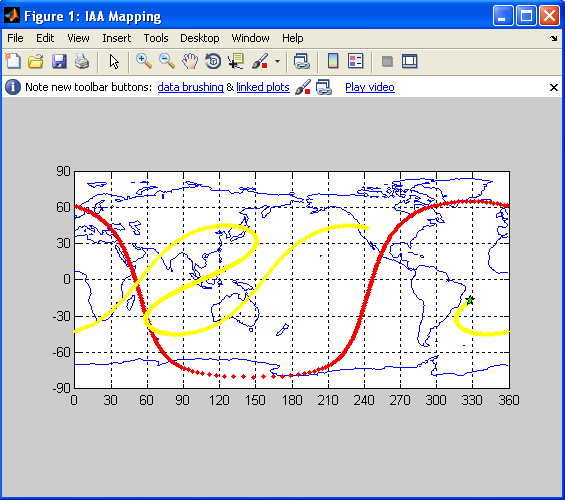 Figure 1: IAA Mapping
File Edit View Insert Tools Desktop Window Help
Note new toolbar buttons: data brushing & linked plots Play video
90
60
30
0
-30
-60
-90
0 30 60 90 120 150 180 210 240 270 300 330 360